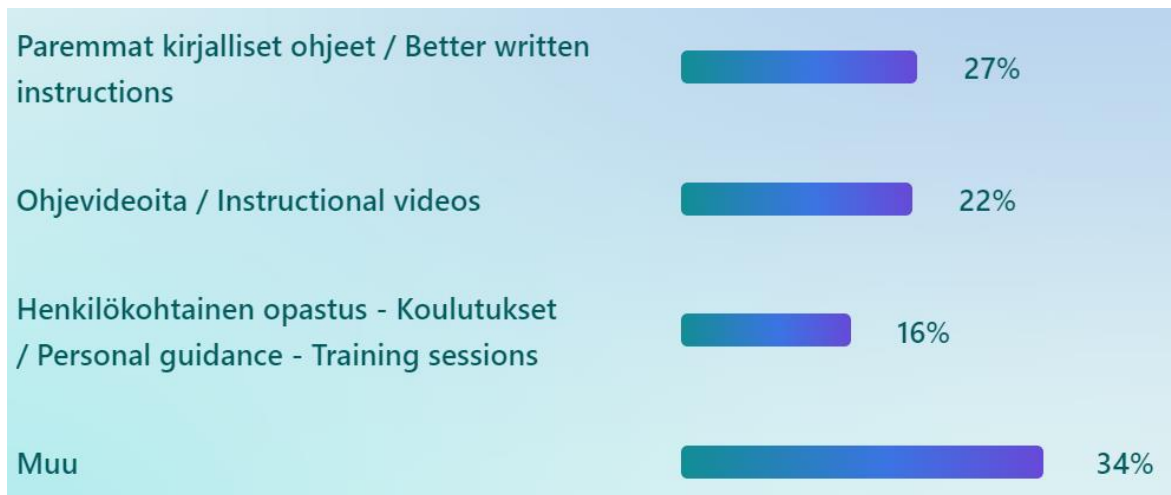 Paremmat kirjalliset ohjeet / Better written
instructions
27%
Ohjevideoita / Instructional videos
22%
Henkilökohtainen opastus - Koulutukset
/ Personal guidance - Training sessions
16%
Muu
34%